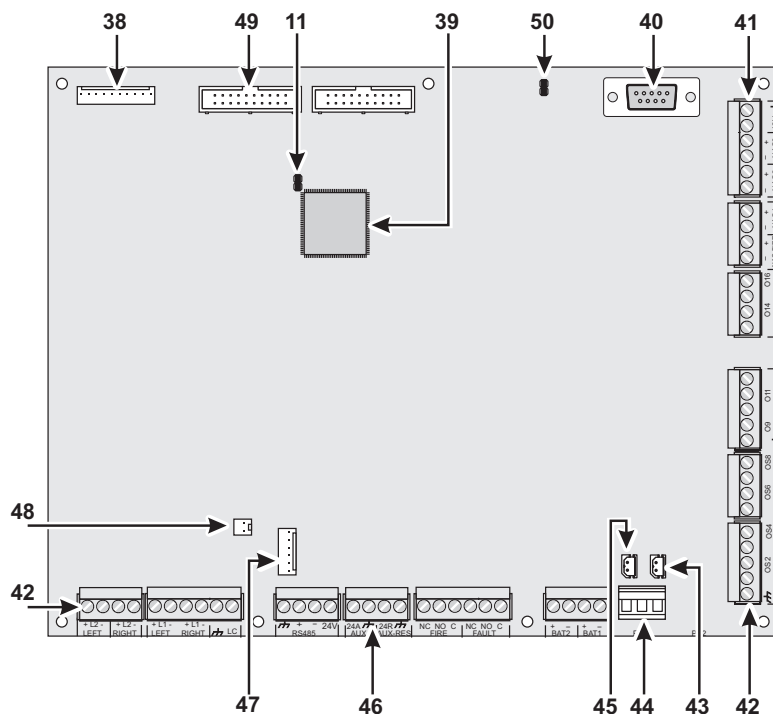 38 49 11 39 50 40 41
O16
O14
O11
O9
OS8
OS6
OS4
OS2
48
45
42
+ L2 - + L2 - + L1 - + L1 - LC
LEFT RIGHT LEFT RIGHT
+ - 24V
RS485
24A 24R
AUX AUX-RES
NC NO C NC NO C
FIRE FAULT
+ - + -
BAT2 BAT1
47 46 45 44 43 42